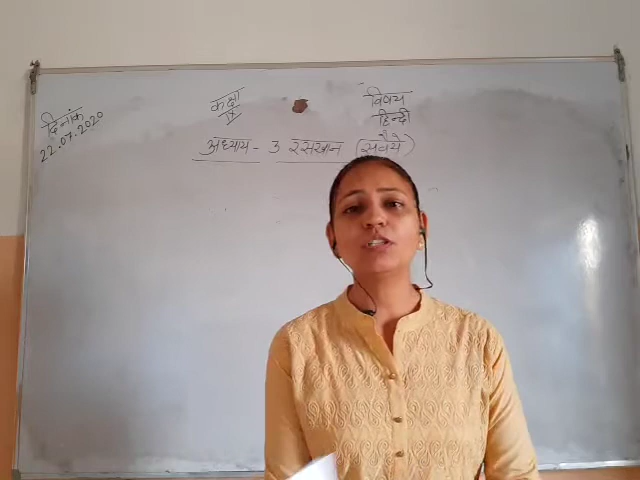 दिनांक
22.07.2020
कक्षा
IX
विषय
हिन्दी
अध्याय - 3 रसखान (सवैये)